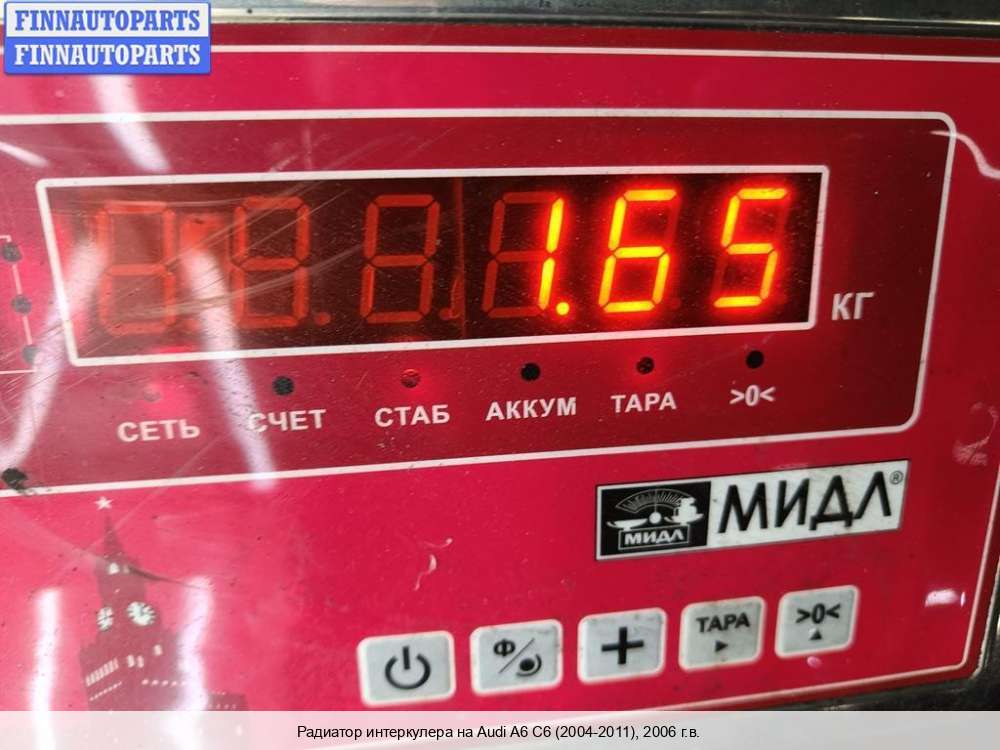 FINNAUTOPARTS
FINNAUTOPARTS
1.65
КГ
СЕТЬ СЧЕТ СТАБ АККУМ ТАРА >0<
МИДЛ МИДЛ®
Ф ТАРА >0<
Радиатор интеркулера на Audi A6 C6 (2004-2011), 2006 г.в.